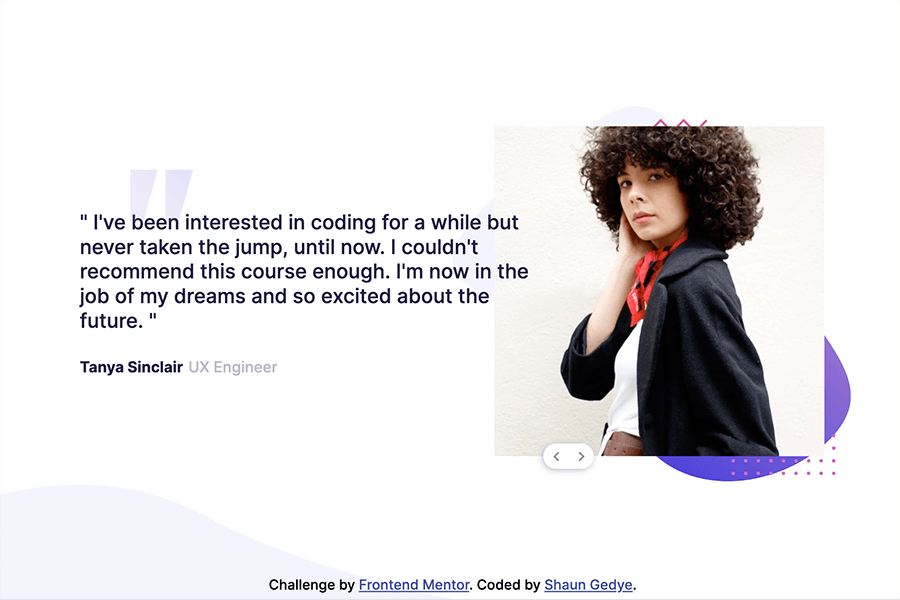 " I've been interested in coding for a while but
never taken the jump, until now. I couldn't
recommend this course enough. I'm now in the
job of my dreams and so excited about the
future. "
Tanya Sinclair UX Engineer
Challenge by Frontend Mentor. Coded by Shaun Gedye.